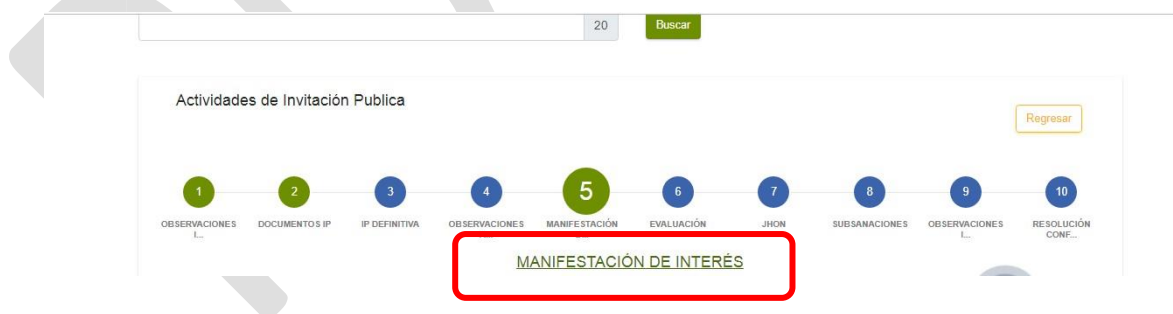 20 Buscar
Actividades de Invitación Publica
Regresar
1 2 3 4 5 6 7 8 9 10
OBSERVACIONES DOCUMENTOS IP IP DEFINITIVA OBSERVACIONES MANIFESTACIÓN EVALUACIÓN JHON SUBSANACIONES OBSERVACIONES RESOLUCIÓN
I... I... CONF...
MANIFESTACIÓN DE INTERÉS